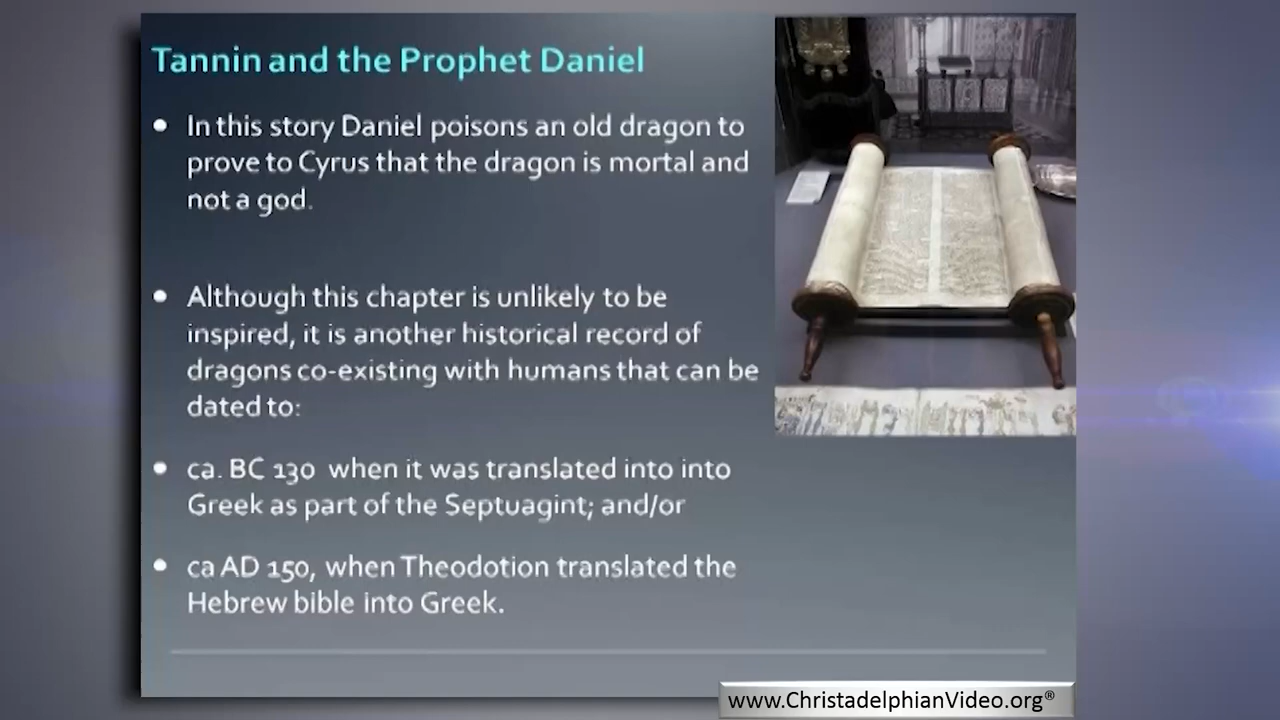 Tannin and the Prophet Daniel
• In this story Daniel poisons an old dragon to
prove to Cyrus that the dragon is mortal and
not a god.
• Although this chapter is unlikely to be
inspired, it is another historical record of
dragons co-existing with humans that can be
dated to:
• ca. BC 130 when it was translated into into
Greek as part of the Septuagint; and/or
• ca AD 150, when Theodotion translated the
Hebrew bible into Greek.
www.ChristadelphianVideo.org®